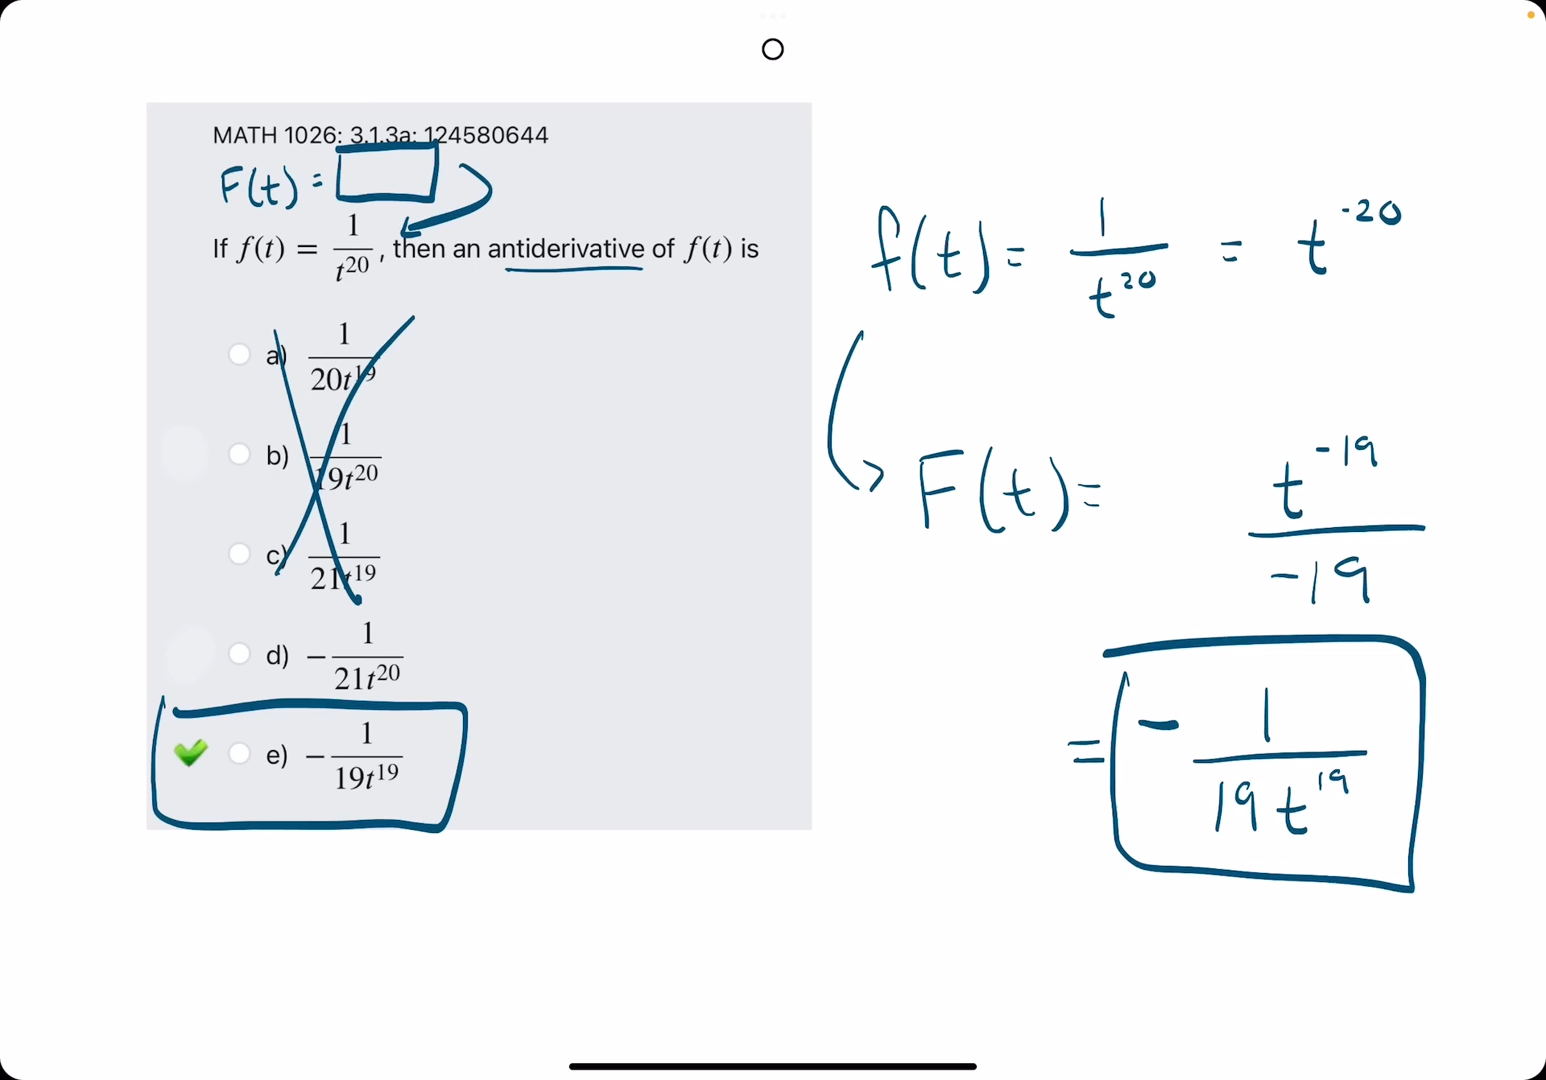 MATH 1026: 3.1.3a: 124580644
F(t) =
If f(t) = 1/t^20, then an antiderivative of f(t) is
a) 1/(20t^19)
b) 1/(19t^20)
c) 1/(21t^19)
d) −1/(21t^20)
e) −1/(19t^19)
f(t) = 1/t^20 = t^-20
F(t) = t^-19/-19
= -1/(19t^19)